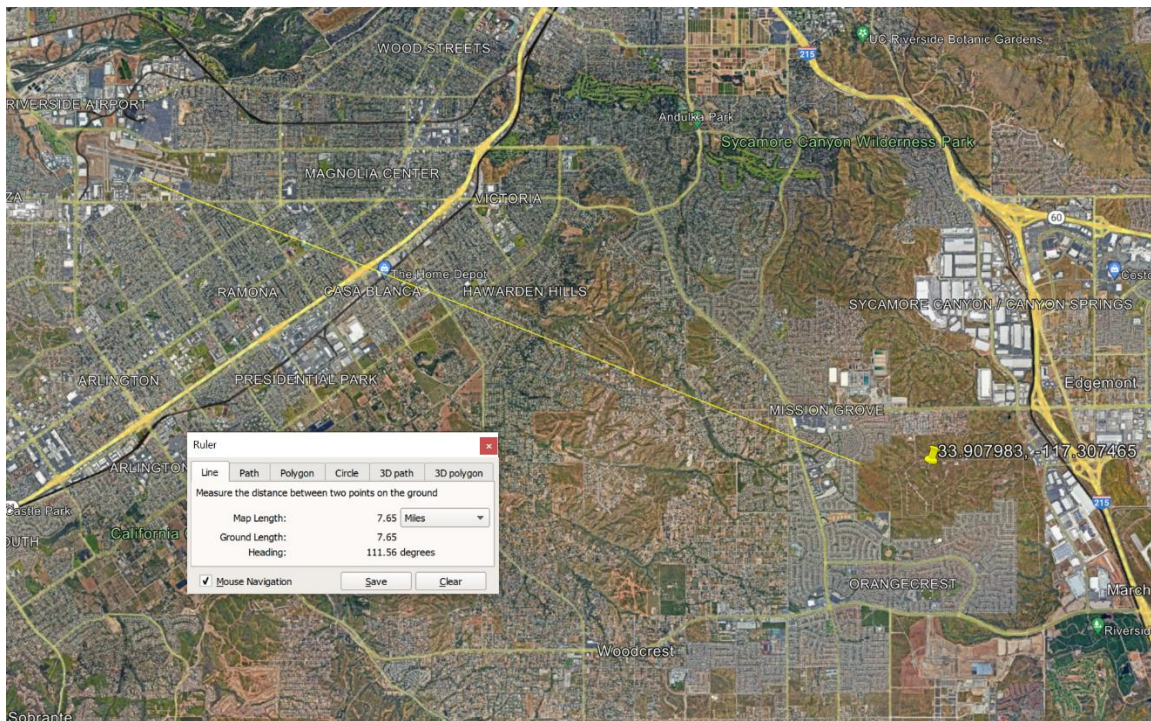 WOOD STREETS
UC Riverside Botanic Gardens
215
RIVERSIDE AIRPORT
Andulka Park
Sycamore Canyon Wilderness Park
MAGNOLIA CENTER
ZA
VICTORIA
60
The Home Depot
Costo
RAMONA
CASA BLANCA
HAWARDEN HILLS
SYCAMORE CANYON / CANYON SPRINGS
ARLINGTON
PRESIDENTIAL PARK
Edgemont
MISSION GROVE
33.907983, -117.307465
ARLINGTON
Ruler
Line Path Polygon Circle 3D path 3D polygon
Measure the distance between two points on the ground
Map Length: 7.65 Miles
Ground Length: 7.65
Heading: 111.56 degrees
Mouse Navigation Save Clear
Castle Park
215
California
OUTH
ORANGECREST
March
Riverside
Woodcrest
Sobrante